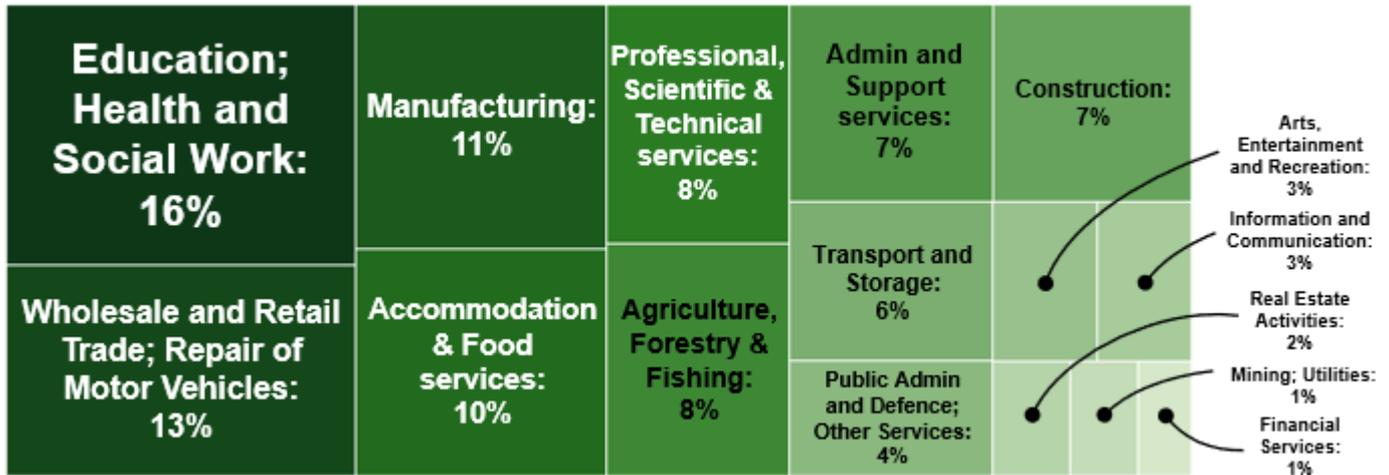 Education;
Health and
Social Work:
16%
Wholesale and Retail
Trade; Repair of
Motor Vehicles:
13%
Manufacturing:
11%
Accommodation
& Food
services:
10%
Professional,
Scientific &
Technical
services:
8%
Agriculture,
Forestry &
Fishing:
8%
Admin and
Support
services:
7%
Construction:
7%
Transport and
Storage:
6%
Public Admin
and Defence;
Other Services:
4%
Arts,
Entertainment
and Recreation:
3%
Information and
Communication:
3%
Real Estate
Activities:
2%
Mining; Utilities:
1%
Financial
Services:
1%